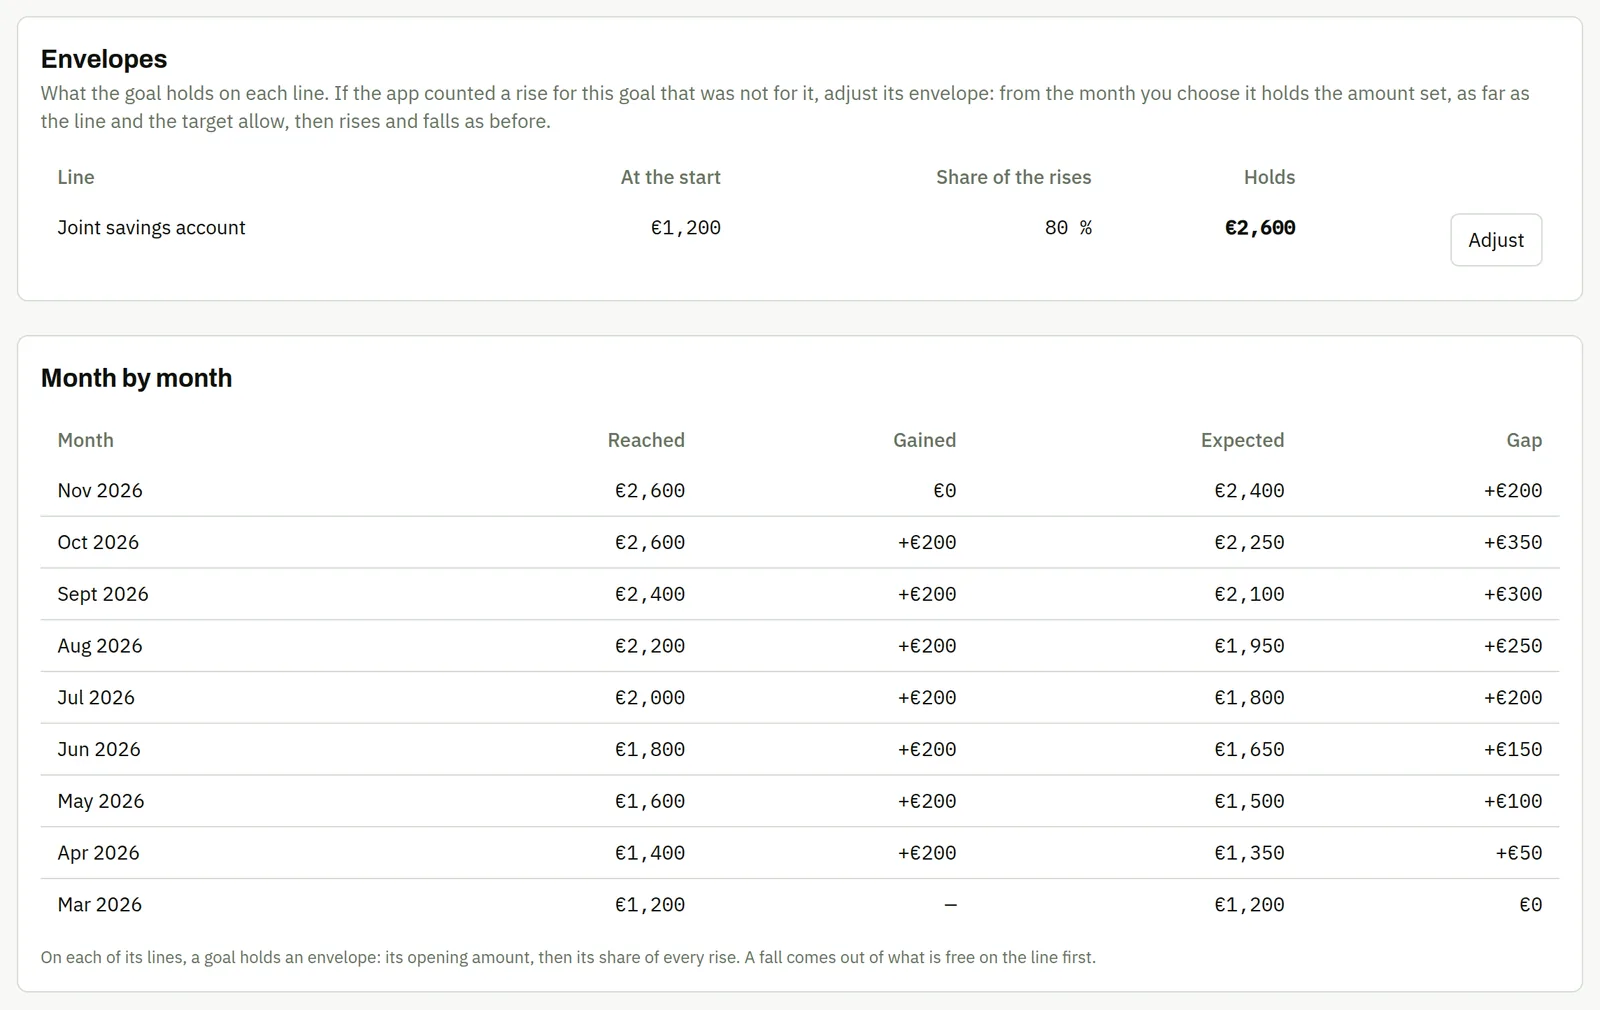 Envelopes
What the goal holds on each line. If the app counted a rise for this goal that was not for it, adjust its envelope: from the month you choose it holds the amount set, as far as
the line and the target allow, then rises and falls as before.
Line At the start Share of the rises Holds
Joint savings account €1,200 80 % €2,600 Adjust
Month by month
Month Reached Gained Expected Gap
Nov 2026 €2,600 €0 €2,400 +€200
Oct 2026 €2,600 +€200 €2,250 +€350
Sept 2026 €2,400 +€200 €2,100 +€300
Aug 2026 €2,200 +€200 €1,950 +€250
Jul 2026 €2,000 +€200 €1,800 +€200
Jun 2026 €1,800 +€200 €1,650 +€150
May 2026 €1,600 +€200 €1,500 +€100
Apr 2026 €1,400 +€200 €1,350 +€50
Mar 2026 €1,200 — €1,200 €0
On each of its lines, a goal holds an envelope: its opening amount, then its share of every rise. A fall comes out of what is free on the line first.